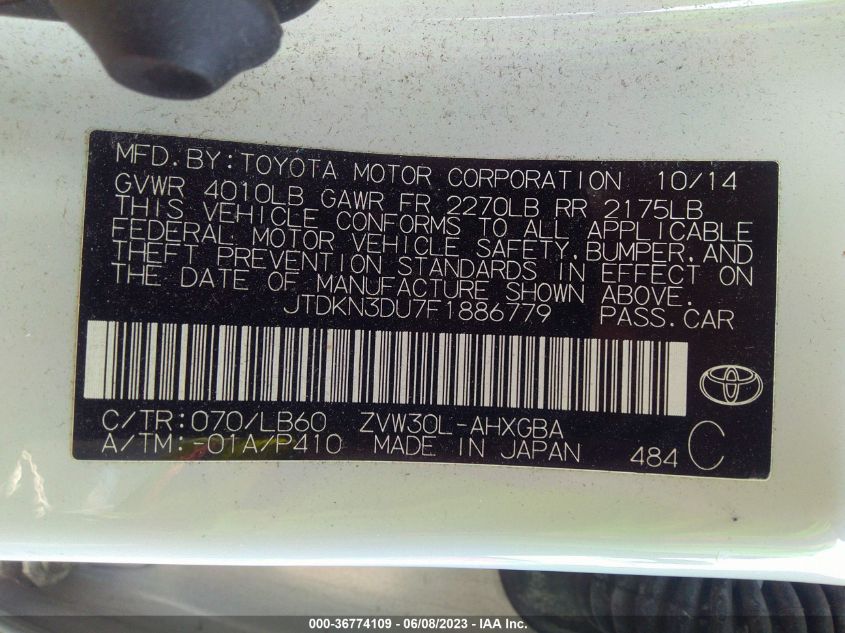 MFD.BY:TOYOTA MOTOR CORPORATION 10/14
GVWR 4010LB GAWR FR 2270LB RR 2175LB
THIS VEHICLE CONFORMS TO ALL APPLICABLE
FEDERAL MOTOR VEHICLE SAFETY,BUMPER,AND
THEFT PREVENTION STANDARDS IN EFFECT ON
THE DATE OF MANUFACTURE SHOWN ABOVE.
JTDKN3DU7F1886779 PASS.CAR
C/TR:070/LB60 ZVW30L-AHXGBA
A/TM:-01A/P410 MADE IN JAPAN 484 C
000-36774109 - 06/08/2023 - IAA Inc.